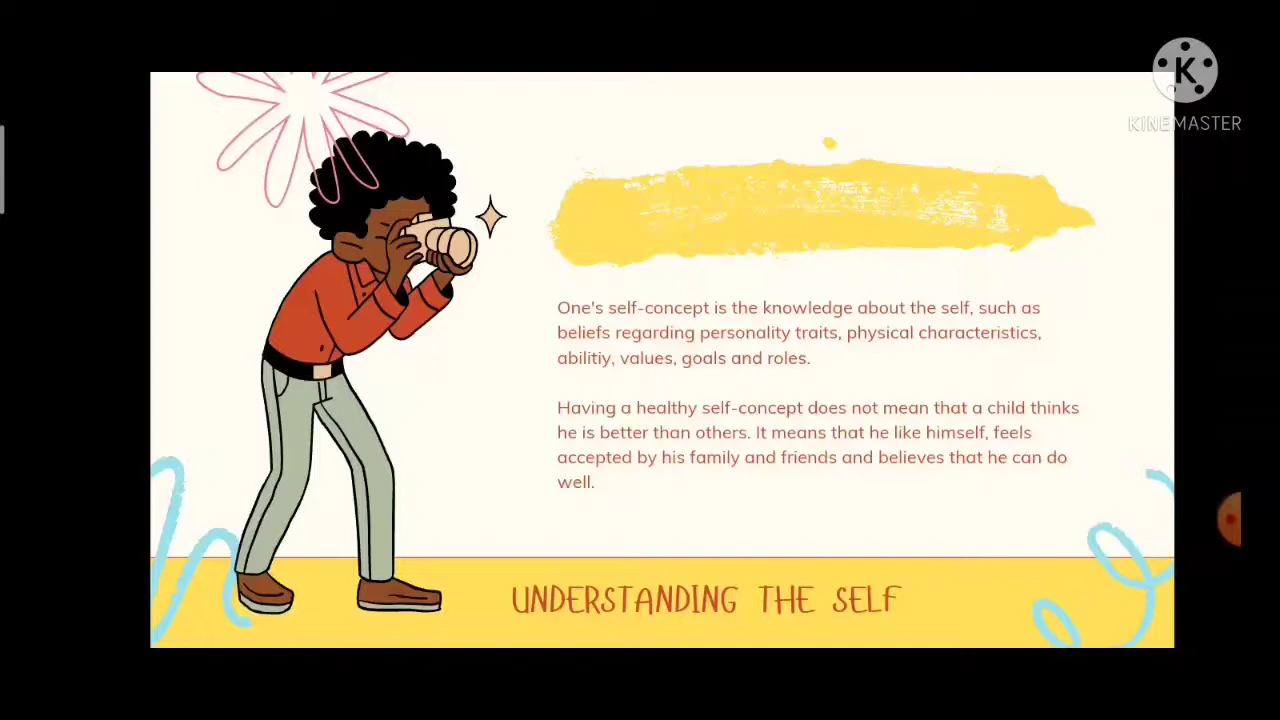 K
KINEMASTER
One's self-concept is the knowledge about the self, such as
beliefs regarding personality traits, physical characteristics,
abilitiy, values, goals and roles.
Having a healthy self-concept does not mean that a child thinks
he is better than others. It means that he like himself, feels
accepted by his family and friends and believes that he can do
well.
UNDERSTANDING THE SELF